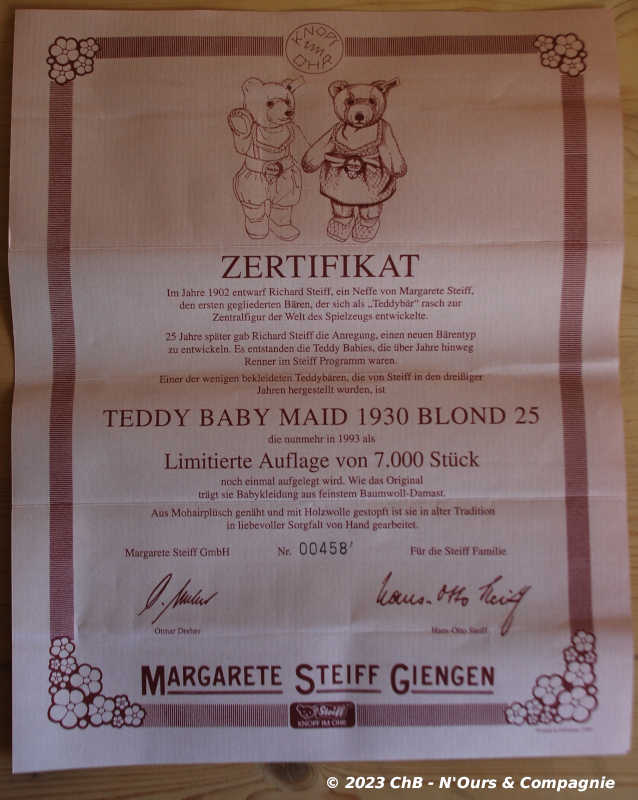 KNOPF
im
OHR
ZERTIFIKAT
Im Jahre 1902 entwarf Richard Steiff, ein Neffe von Margarete Steiff,
den ersten gegliederten Bären, der sich als „Teddybär" rasch zur
Zentralfigur der Welt des Spielzeugs entwickelte.
25 Jahre später gab Richard Steiff die Anregung, einen neuen Bärentyp
zu entwickeln. Es entstanden die Teddy Babies, die über Jahre hinweg
Renner im Steiff Programm waren.
Einer der wenigen bekleideten Teddybären, die von Steiff in den dreißiger
Jahren hergestellt wurden, ist
TEDDY BABY MAID 1930 BLOND 25
die nunmehr in 1993 als
Limitierte Auflage von 7.000 Stück
noch einmal aufgelegt wird. Wie das Original
trägt sie Babykleidung aus feinstem Baumwoll-Damast.
Aus Mohairplüsch genäht und mit Holzwolle gestopft ist sie in alter Tradition
in liebevoller Sorgfalt von Hand gearbeitet.
Margarete Steiff GmbH Nr. 00458 Für die Steiff Familie
Hans-Otto Steiff
Otmar Dreher Hans-Otto Steiff
MARGARETE STEIFF GIENGEN
Steiff
KNOPF IM OHR
© 2023 ChB - N'Ours & Compagnie